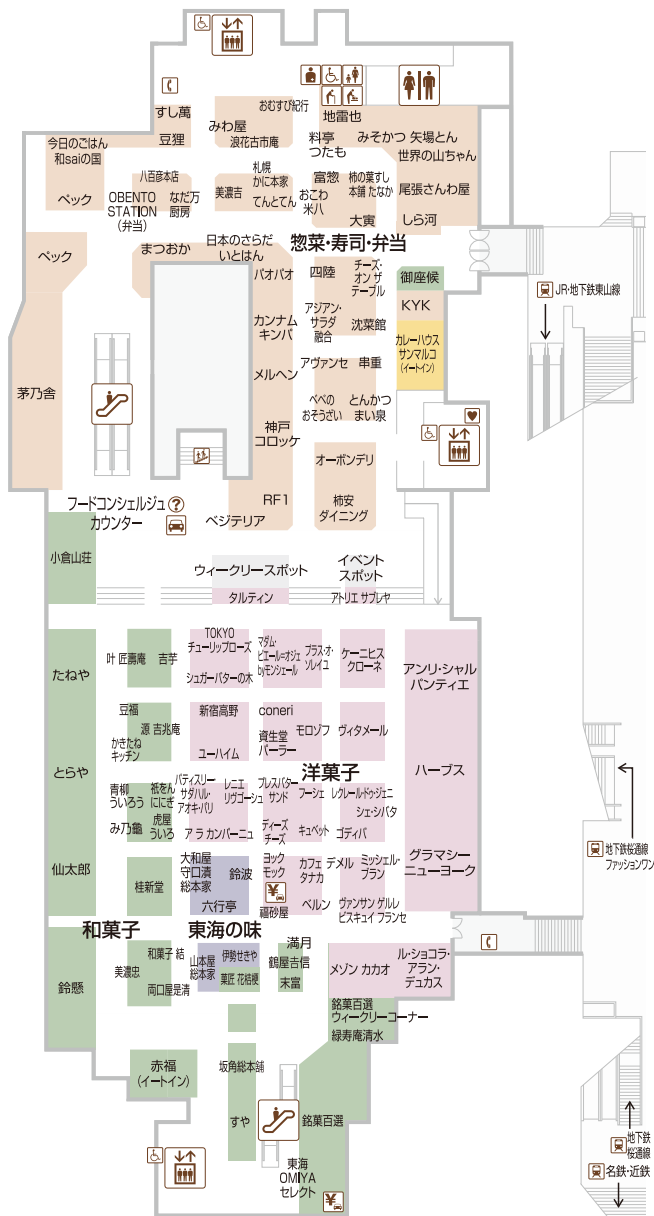 おむすび紀行
すし萬
みわ屋
地雷也
豆狸
浪花古市庵
料亭
つたも
みそかつ 矢場とん
世界の山ちゃん
今日のごはん
和saiの国
八百彦本店
札幌
かに本家
富惣
柿の葉すし
本舗 たなか
尾張さんわ屋
ペック
OBENTO
STATION
(弁当)
なだ万
厨房
美濃吉
てんとてん
おこわ
米八
大寅
しら河
ペック
まつおか
日本のさらだ
いとはん
惣菜・寿司・弁当
パオパオ
四陸
チーズ・
オン ザ
テーブル
御座候
JR・地下鉄東山線
KYK
カンナム
キンパ
アジアン・
サラダ
融合
沈菜館
カレーハウス
サンマルコ
(イートイン)
メルヘン
アヴァンセ
串重
茅乃舎
べべの
おそうざい
とんかつ
まい泉
神戸
コロッケ
オーボンデリ
RF1
柿安
ダイニング
フードコンシェルジュ
カウンター
?
ベジテリア
小倉山荘
ウィークリースポット
イベント
スポット
タルティン
アトリエ サブレヤ
たねや
叶 匠壽庵
吉芋
TOKYO
チューリップローズ
シュガーバターの木
マダム・
ピエール=オジェ
byモンシェール
プラス・オ・
ソレイユ
ケーニヒス
クローネ
アンリ・シャル
パンティエ
豆福
源 吉兆庵
かきたね
キッチン
新宿高野
ユーハイム
coneri
資生堂
パーラー
モロゾフ
ヴィタメール
とらや
洋菓子
ハーブス
青柳
ういろう
祇をん
ににぎ
パティスリー
サダハル・
アオキ・パリ
レニエ
リヴゴーシュ
プレスバター
サンド
フーシェ
レクレールドゥ・ジェニ
シェ・シバタ
み乃龜
虎屋
ういろ
ア ラ カンパーニュ
ディーズ
チーズ
キュペット
ゴディバ
地下鉄桜通線
ファッションワン
仙太郎
桂新堂
大和屋
守口漬
総本家
鈴波
六行亭
ヨック
モック
福砂屋
カフェ
タナカ
ベルン
デメル
ミッシェル・
ブラン
ヴァンサン ゲルレ
ビスキュイ フランセ
グラマシー
ニューヨーク
和菓子
東海の味
鈴懸
和菓子 結
美濃忠
両口屋是清
山本屋
総本家
伊勢せきや
菓匠 花桔梗
満月
鶴屋吉信
末富
メゾン カカオ
ル・ショコラ・
アラン・
デュカス
銘菓百選
ウィークリーコーナー
緑寿庵清水
赤福
(イートイン)
坂角総本舗
すや
銘菓百選
東海
OMIYA
セレクト
地下鉄
桜通線
名鉄・近鉄